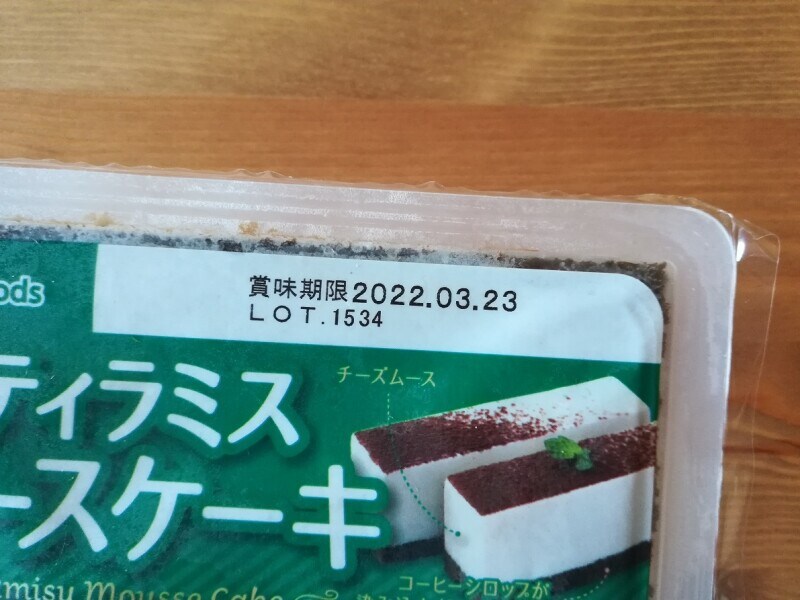 ods
賞味期限2022.03.23
LOT.1534
チーズムース
ティラミス
ースケーキ
amisu Mousse Cake
コーヒーシロップが